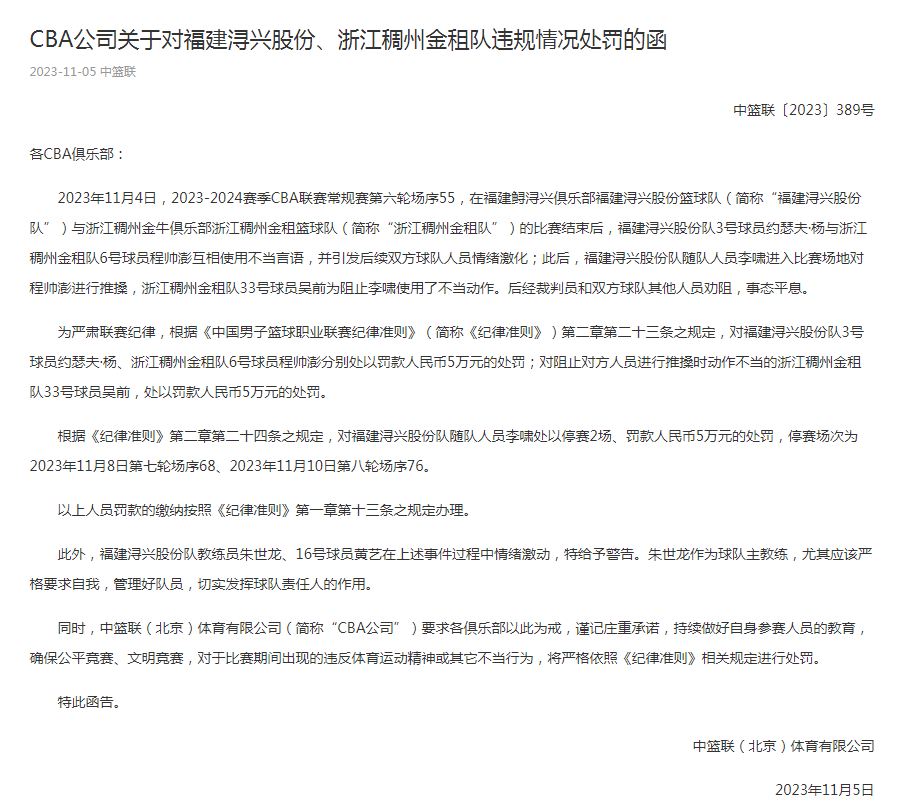 CBA公司关于对福建浔兴股份、浙江稠州金租队违规情况处罚的函
2023-11-05 中篮联
中篮联〔2023〕389号
各CBA俱乐部：
2023年11月4日，2023-2024赛季CBA联赛常规赛第六轮场序55，在福建鲟浔兴俱乐部福建浔兴股份篮球队（简称“福建浔兴股份
队”）与浙江稠州金牛俱乐部浙江稠州金租篮球队（简称“浙江稠州金租队”）的比赛结束后，福建浔兴股份队3号球员约瑟夫·杨与浙江
稠州金租队6号球员程帅澎互相使用不当言语，并引发后续双方球队人员情绪激化；此后，福建浔兴股份队随队人员李啸进入比赛场地对
程帅澎进行推搡，浙江稠州金租队33号球员吴前为阻止李啸使用了不当动作。后经裁判员和双方球队其他人员劝阻，事态平息。
为严肃联赛纪律，根据《中国男子篮球职业联赛纪律准则》（简称《纪律准则》）第二章第二十三条之规定，对福建浔兴股份队3号
球员约瑟夫·杨、浙江稠州金租队6号球员程帅澎分别处以罚款人民币5万元的处罚；对阻止对方人员进行推搡时动作不当的浙江稠州金租
队33号球员吴前，处以罚款人民币5万元的处罚。
根据《纪律准则》第二章第二十四条之规定，对福建浔兴股份队随队人员李啸处以停赛2场、罚款人民币5万元的处罚，停赛场次为
2023年11月8日第七轮场序68、2023年11月10日第八轮场序76。
以上人员罚款的缴纳按照《纪律准则》第一章第十三条之规定办理。
此外，福建浔兴股份队教练员朱世龙、16号球员黄艺在上述事件过程中情绪激动，特给予警告。朱世龙作为球队主教练，尤其应该严
格要求自我，管理好队员，切实发挥球队责任人的作用。
同时，中篮联（北京）体育有限公司（简称“CBA公司”）要求各俱乐部以此为戒，谨记庄重承诺，持续做好自身参赛人员的教育，
确保公平竞赛、文明竞赛，对于比赛期间出现的违反体育运动精神或其它不当行为，将严格依照《纪律准则》相关规定进行处罚。
特此函告。
中篮联（北京）体育有限公司
2023年11月5日